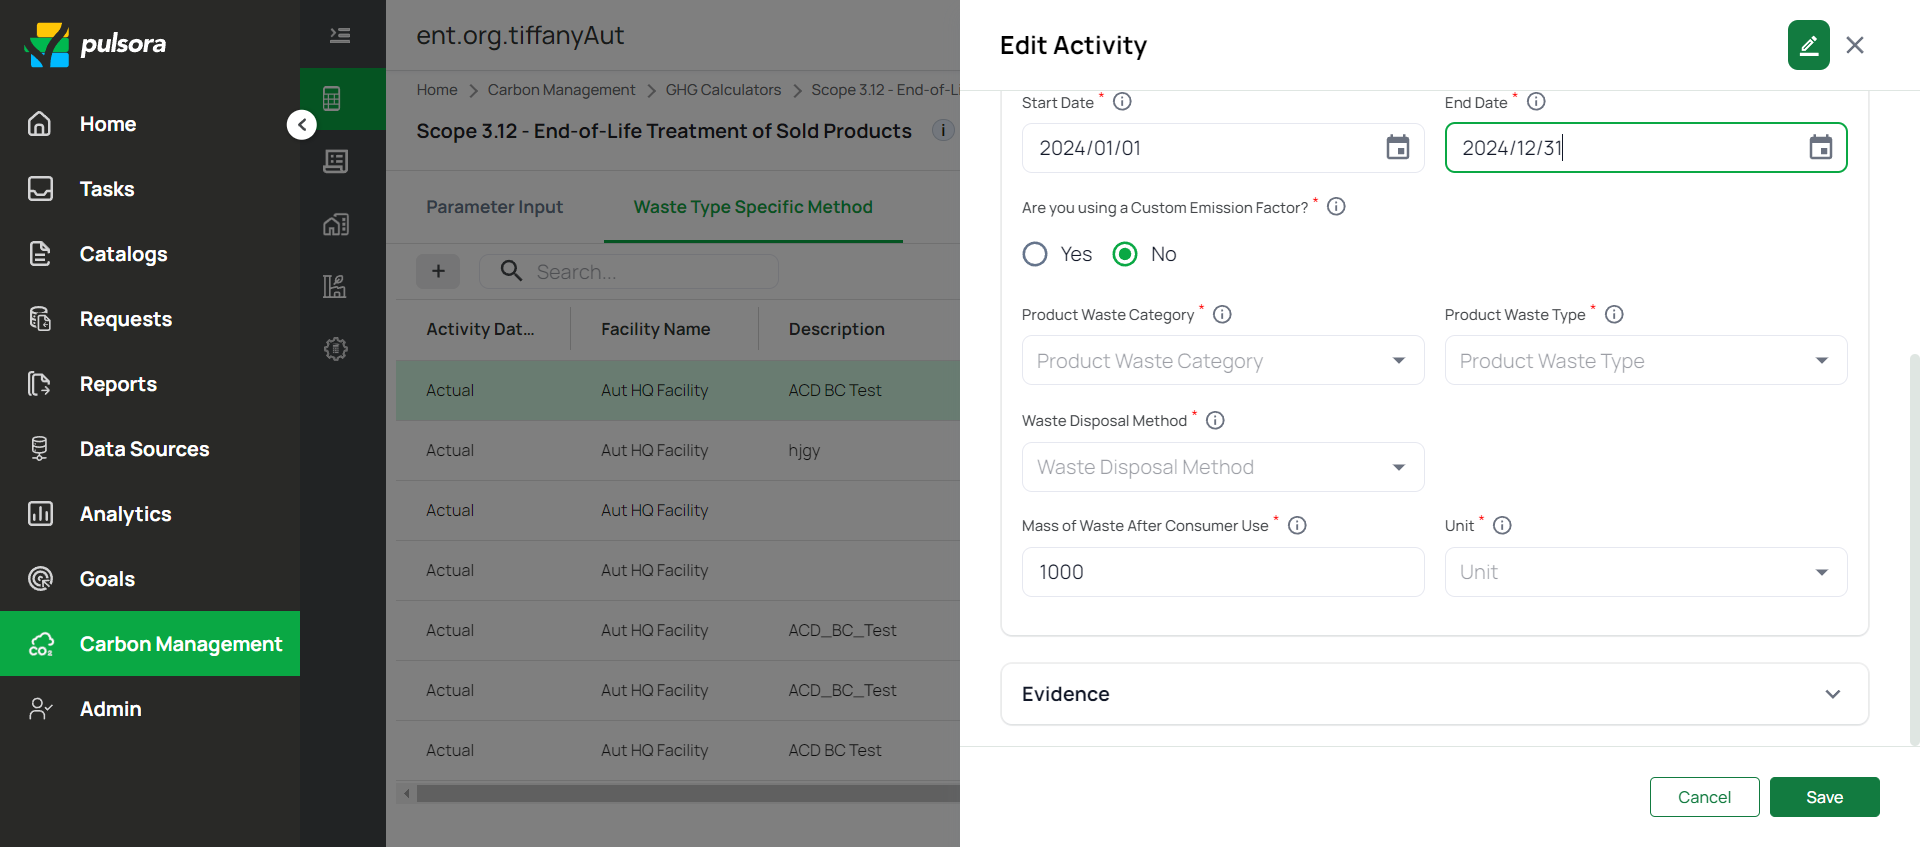 pulsora
Home
Tasks
Catalogs
Requests
Reports
Data Sources
Analytics
Goals
CO₂ Carbon Management
Admin
ent.org.tiffanyAut
Home > Carbon Management > GHG Calculators > Scope 3.12 - End-of-L
Scope 3.12 - End-of-Life Treatment of Sold Products i
Parameter Input Waste Type Specific Method
+ Search...
Activity Dat... Facility Name Description
Actual Aut HQ Facility ACD BC Test
Actual Aut HQ Facility hjgy
Actual Aut HQ Facility
Actual Aut HQ Facility
Actual Aut HQ Facility ACD_BC_Test
Actual Aut HQ Facility ACD_BC_Test
Actual Aut HQ Facility ACD BC Test
Edit Activity
Start Date * End Date *
2024/01/01 2024/12/31
Are you using a Custom Emission Factor? *
Yes No
Product Waste Category * Product Waste Type *
Product Waste Category Product Waste Type
Waste Disposal Method *
Waste Disposal Method
Mass of Waste After Consumer Use * Unit *
1000 Unit
Evidence
Cancel Save